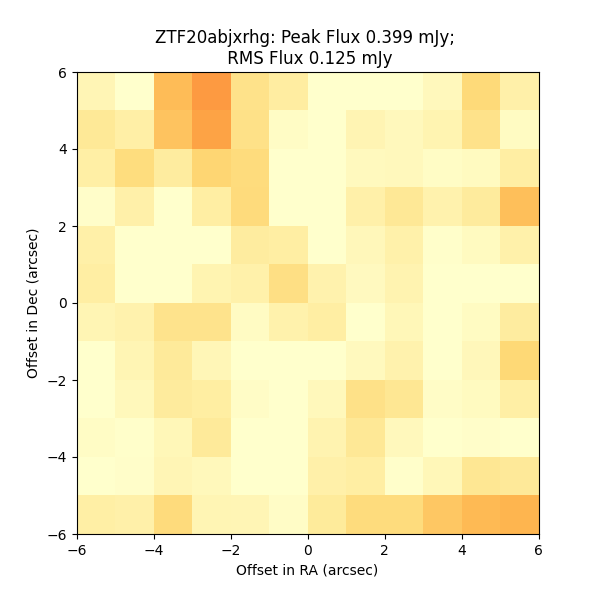 ZTF20abjxrhg: Peak Flux 0.399 mJy;
RMS Flux 0.125 mJy
6
4
2
0
−2
−4
−6
Offset in Dec (arcsec)
−6 −4 −2 0 2 4 6
Offset in RA (arcsec)